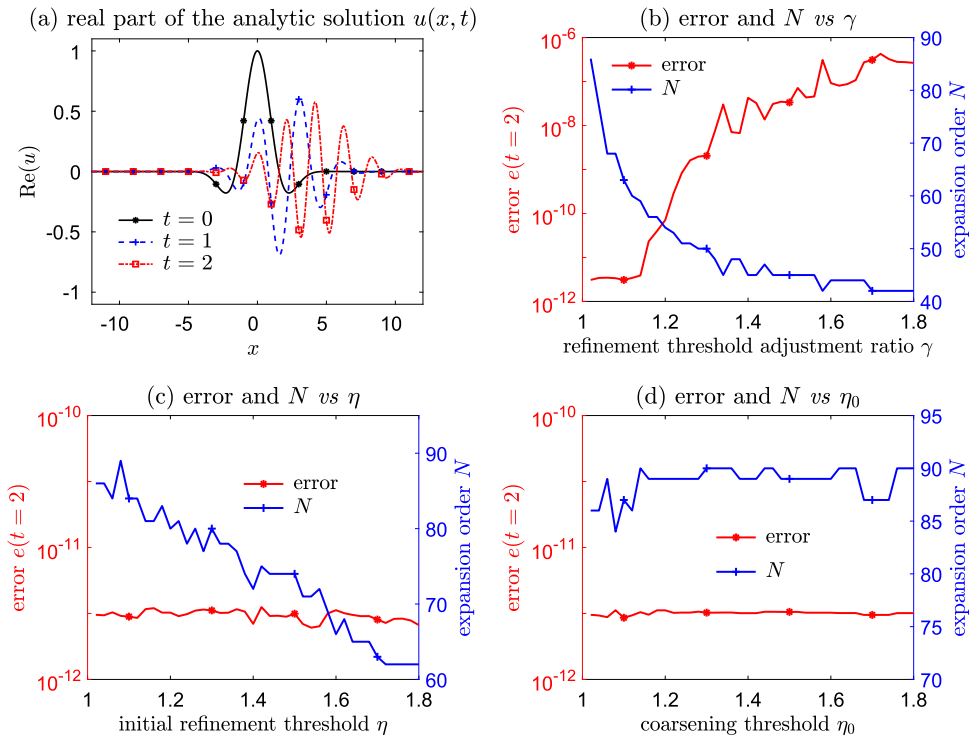 (a) real part of the analytic solution u(x, t)
1
0.5
0
-0.5
-1
Re(u)
t = 0
t = 1
t = 2
-10
-5
0
5
10
x
(b) error and N vs γ
10^-6
10^-8
10^-10
10^-12
error e(t = 2)
error
N
90
80
70
60
50
40
expansion order N
1
1.2
1.4
1.6
1.8
refinement threshold adjustment ratio γ
(c) error and N vs η
10^-10
10^-11
10^-12
error e(t = 2)
error
N
90
80
70
60
expansion order N
1
1.2
1.4
1.6
1.8
initial refinement threshold η
(d) error and N vs η₀
10^-10
10^-11
10^-12
error e(t = 2)
error
N
95
90
85
80
75
70
expansion order N
1
1.2
1.4
1.6
1.8
coarsening threshold η₀